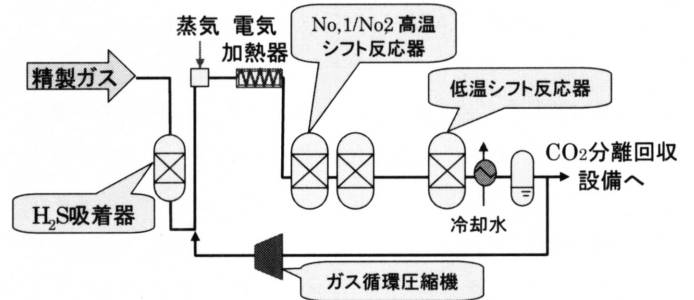 蒸気 電気
加熱器
No,1/No2 高温
シフト反応器
精製ガス
低温シフト反応器
CO2分離回収
設備へ
H2S吸着器
冷却水
ガス循環圧縮機